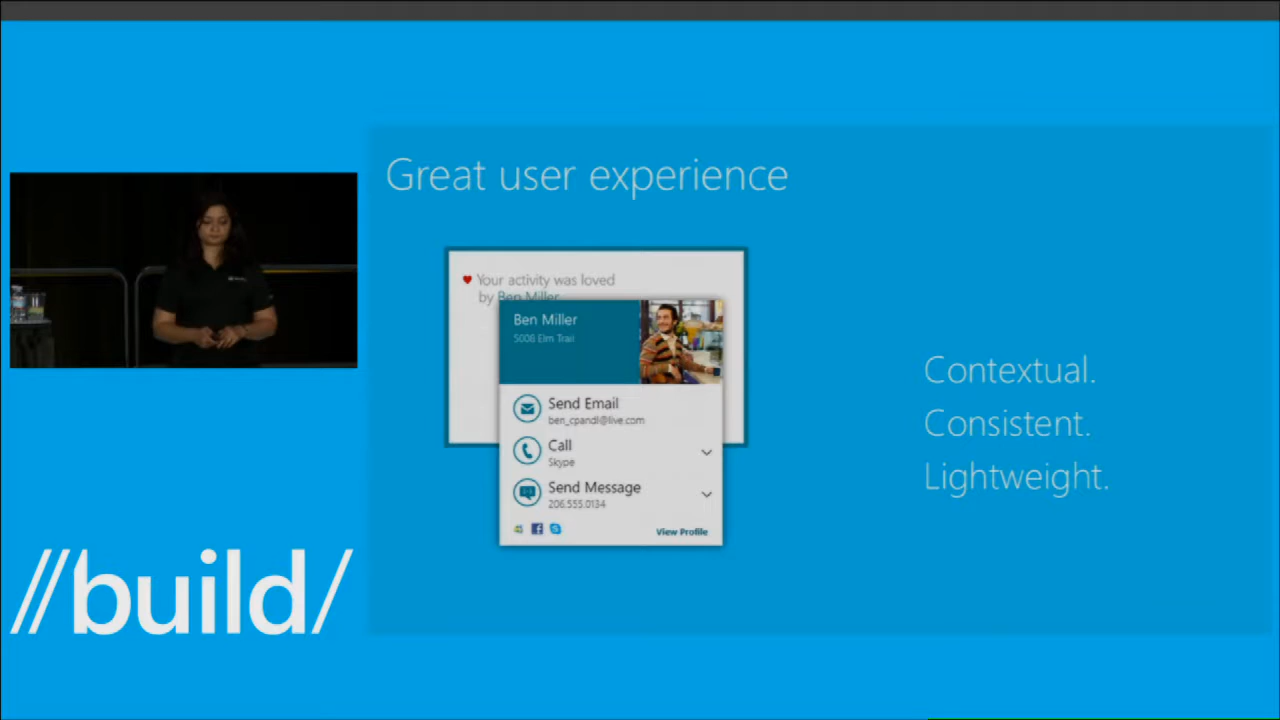 Great user experience
Your activity was loved
by Ben Miller
Ben Miller
5006 Elm Trail
Send Email
ben_cpandl@live.com
Call
Skype
Send Message
206.555.0134
View Profile
Contextual.
Consistent.
Lightweight.
//build/